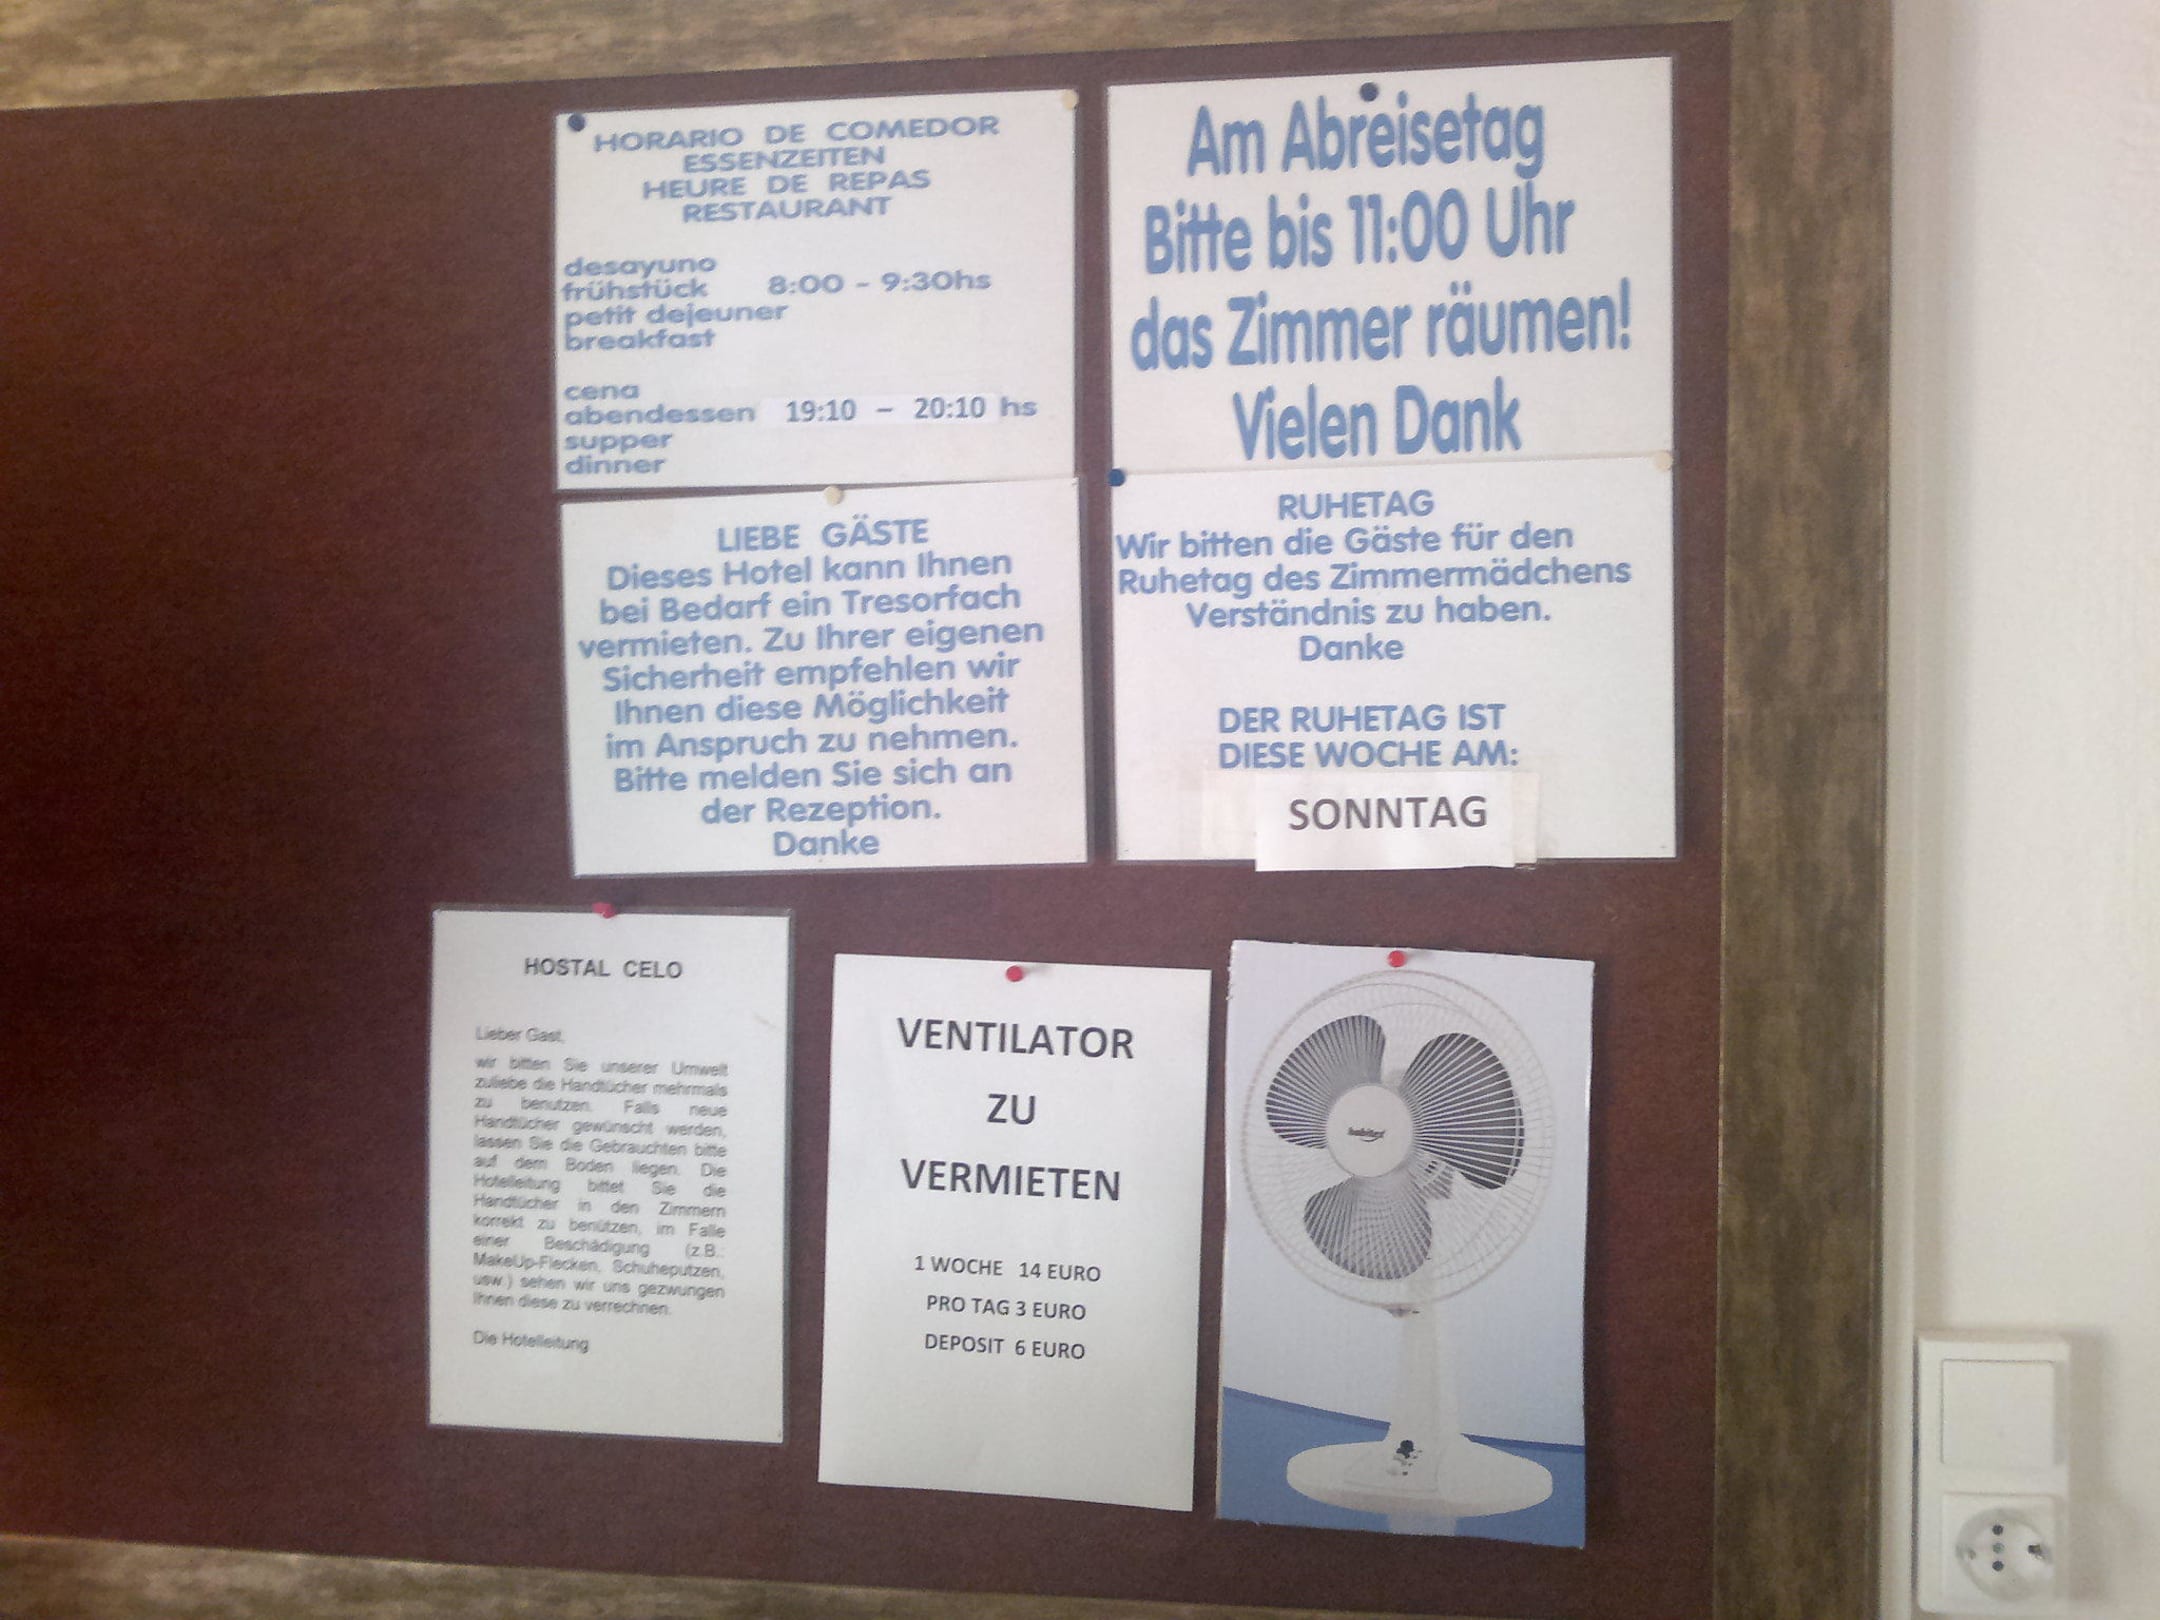 HORARIO DE COMEDOR
ESSENZEITEN
HEURE DE REPAS
RESTAURANT
desayuno
frühstück 8:00 - 9:30hs
petit dejeuner
breakfast
cena
abendessen 19:10 - 20:10 hs
supper
dinner
Am Abreisetag
Bitte bis 11:00 Uhr
das Zimmer räumen!
Vielen Dank
LIEBE GÄSTE
Dieses Hotel kann Ihnen
bei Bedarf ein Tresorfach
vermieten. Zu Ihrer eigenen
Sicherheit empfehlen wir
Ihnen diese Möglichkeit
im Anspruch zu nehmen.
Bitte melden Sie sich an
der Rezeption.
Danke
RUHETAG
Wir bitten die Gäste für den
Ruhetag des Zimmermädchens
Verständnis zu haben.
Danke
DER RUHETAG IST
DIESE WOCHE AM:
SONNTAG
HOSTAL CELO
Lieber Gast,
wir bitten Sie unserer Umwelt
zuliebe die Handtücher mehrmals
zu benutzen. Falls neue
Handtücher gewünscht werden,
lassen Sie die Gebrauchten bitte
auf dem Boden liegen. Die
Hotelleitung bittet Sie die
Handtücher in den Zimmern
korrekt zu benützen, im Falle
einer Beschädigung (z.B.:
MakeUp-Flecken, Schuheputzen,
usw.) sehen wir uns gezwungen
Ihnen diese zu verrechnen.
Die Hotelleitung
VENTILATOR
ZU
VERMIETEN
1 WOCHE 14 EURO
PRO TAG 3 EURO
DEPOSIT 6 EURO
habitex